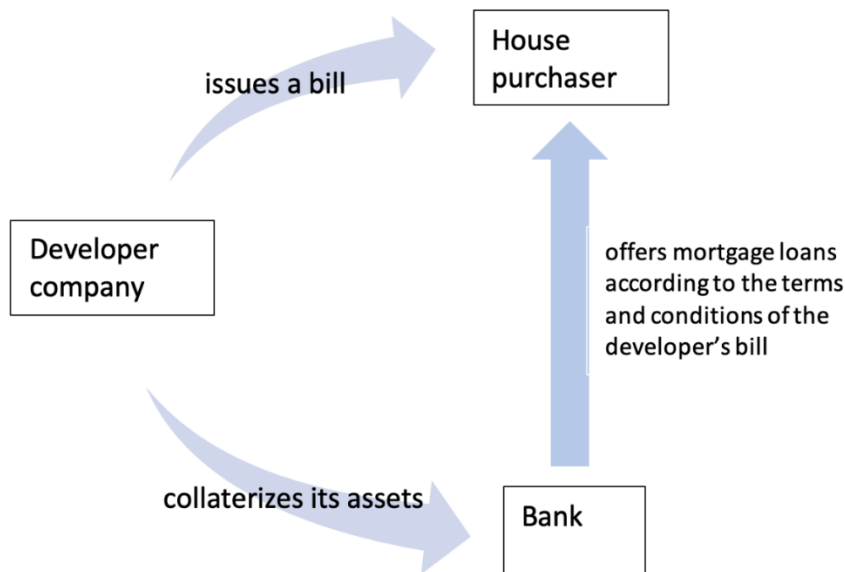 House
purchaser
issues a bill
Developer
company
offers mortgage loans
according to the terms
and conditions of the
developer's bill
collaterizes its assets
Bank